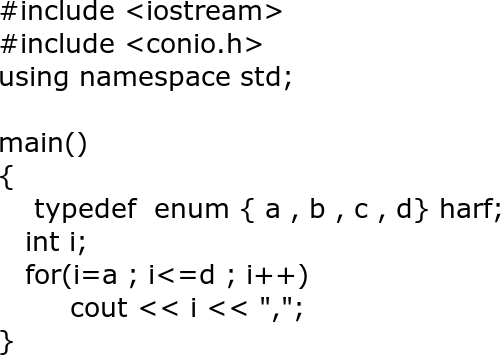 #include <iostream>
#include <conio.h>
using namespace std;

main()
{
    typedef  enum { a , b , c , d} harf;
   int i;
   for(i=a ; i<=d ; i++)
        cout << i << ",";
}